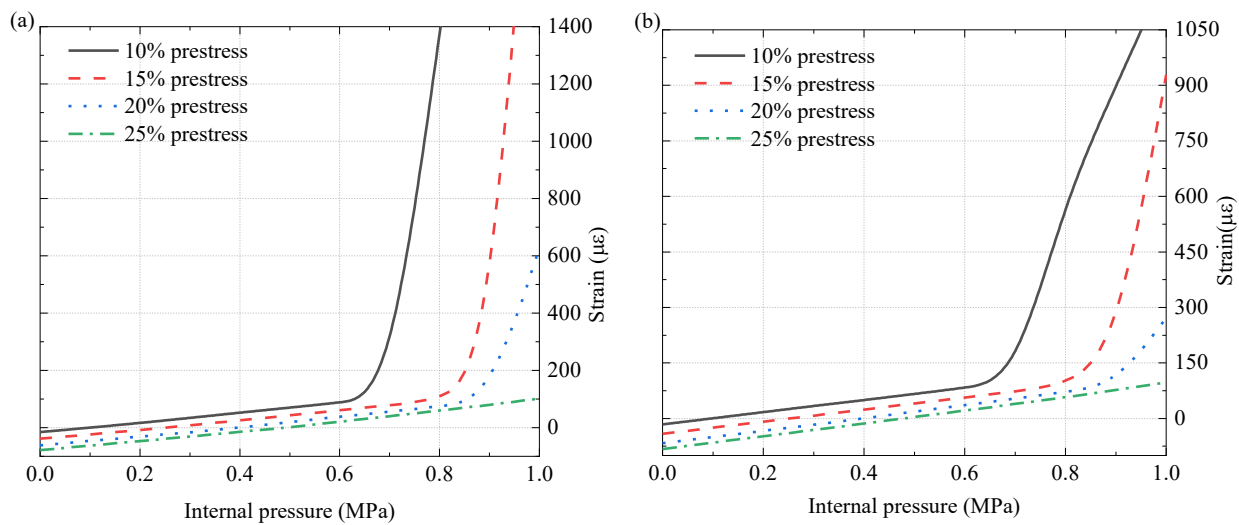 (a)
10% prestress
15% prestress
20% prestress
25% prestress
1400
1200
1000
800
600
400
200
0
Strain (με)
0.0 0.2 0.4 0.6 0.8 1.0
Internal pressure (MPa)
(b)
10% prestress
15% prestress
20% prestress
25% prestress
1050
900
750
600
450
300
150
0
Strain(με)
0.0 0.2 0.4 0.6 0.8 1.0
Internal pressure (MPa)